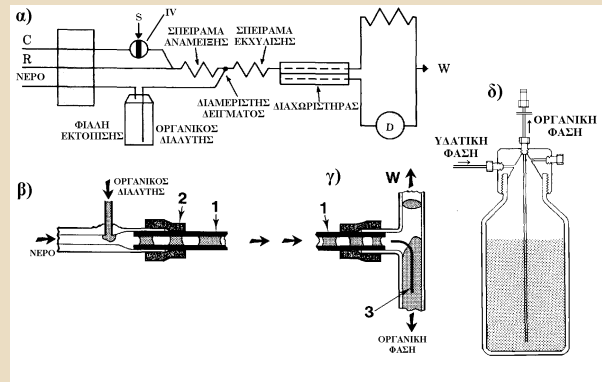 α)
S
IV
C
R
ΝΕΡΟ
ΣΠΕΙΡΑΜΑ
ΑΝΑΜΕΙΞΗΣ
ΣΠΕΙΡΑΜΑ
ΕΚΧΥΛΙΣΗΣ
W
ΔΙΑΜΕΡΙΣΤΗΣ
ΔΕΙΓΜΑΤΟΣ
ΔΙΑΧΩΡΙΣΤΗΡΑΣ
D
ΦΙΑΛΗ
ΕΚΤΟΠΙΣΗΣ
ΟΡΓΑΝΙΚΟΣ
ΔΙΑΛΥΤΗΣ
β)
ΟΡΓΑΝΙΚΟΣ
ΔΙΑΛΥΤΗΣ
2
1
ΝΕΡΟ
γ)
W
1
3
ΟΡΓΑΝΙΚΗ
ΦΑΣΗ
δ)
ΟΡΓΑΝΙΚΗ
ΦΑΣΗ
ΥΔΑΤΙΚΗ
ΦΑΣΗ